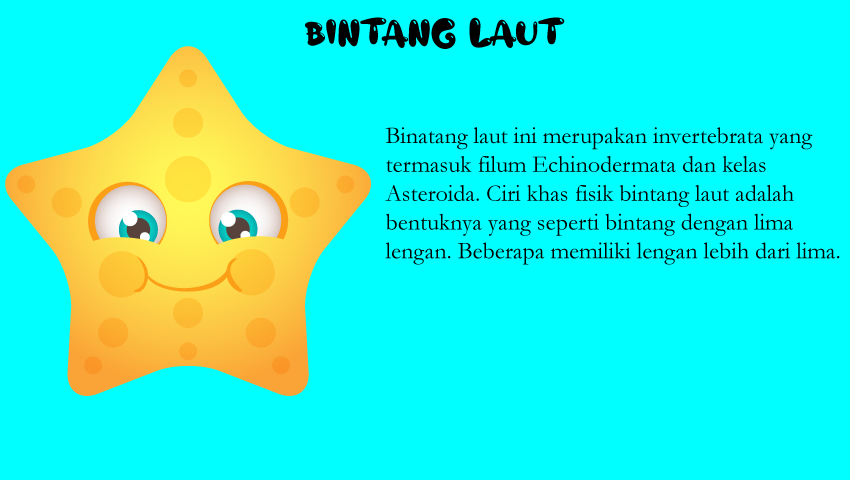 BINTANG LAUT
Binatang laut ini merupakan invertebrata yang
termasuk filum Echinodermata dan kelas
Asteroida. Ciri khas fisik bintang laut adalah
bentuknya yang seperti bintang dengan lima
lengan. Beberapa memiliki lengan lebih dari lima.